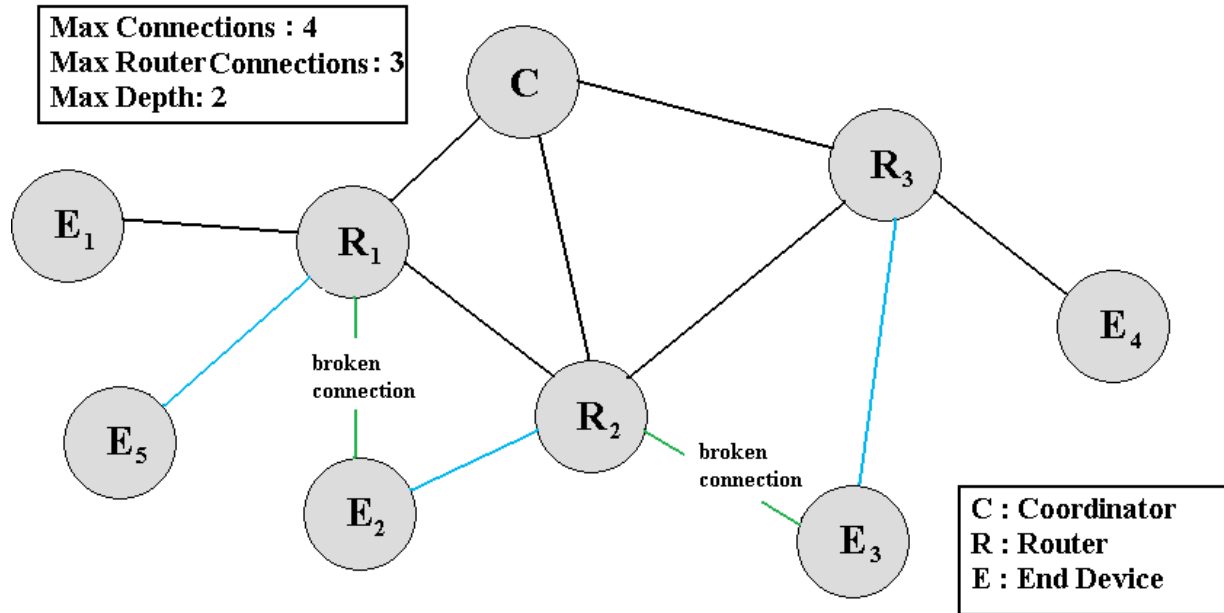 Max Connections : 4
Max Router Connections : 3
Max Depth: 2
C
R3
E1
R1
E4
broken
connection
R2
E5
broken
connection
E2
E3
C : Coordinator
R : Router
E : End Device